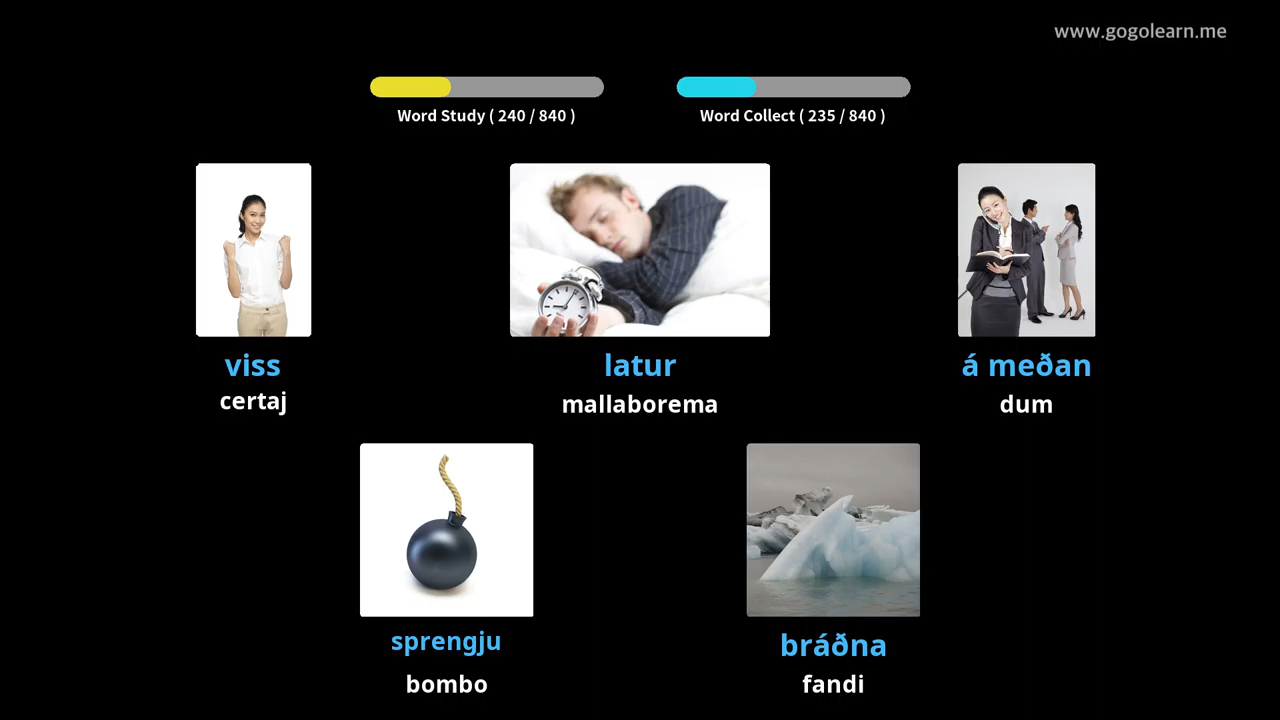 www.gogolearn.me
Word Study ( 240 / 840 )
Word Collect ( 235 / 840 )
viss
certaj
latur
mallaborema
á meðan
dum
sprengju
bombo
bráðna
fandi